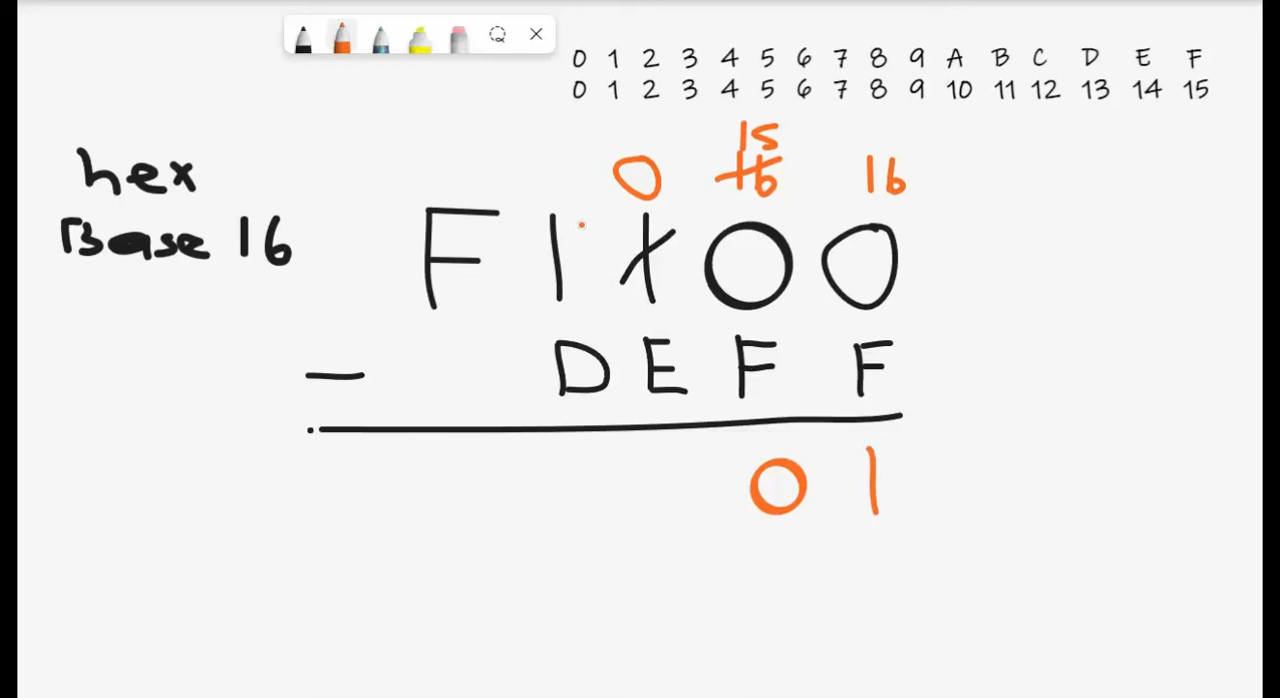 0 1 2 3 4 5 6 7 8 9 A B C D E F
0 1 2 3 4 5 6 7 8 9 10 11 12 13 14 15
15
hex 0 16 16
Base 16 F 1 1 0 0
- D E F F
0 1